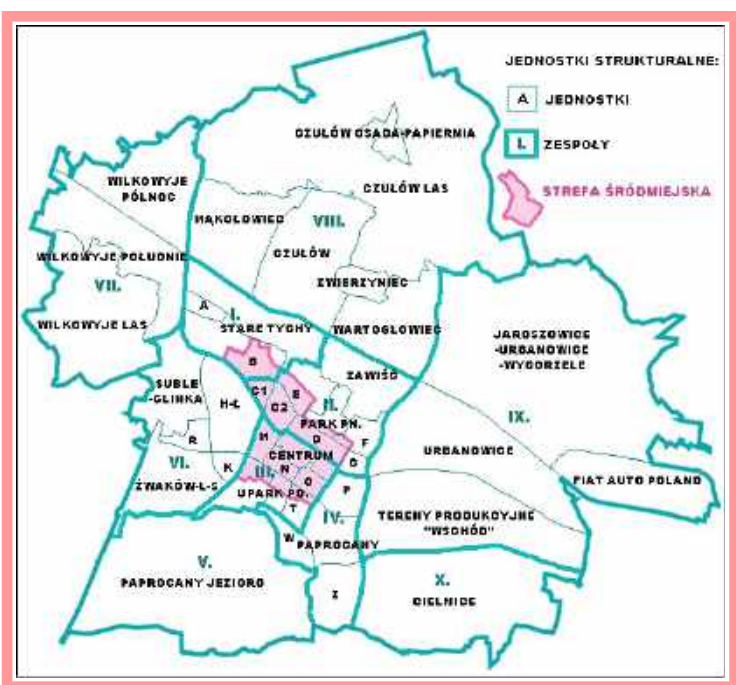 JEDNOSTKI STRUKTURALNE:
A JEDNOSTKI
I. ZESPOŁY
STREFA ŚRÓDMIEJSKA
CZUŁÓW OSADA-PAPIERNIA
WILKOWYJE
PÓŁNOC
CZUŁÓW LAS
MĄKOŁOWIEC
VIII.
CZUŁÓW
WILKOWYJE POŁUDNIE
VII.
ZWIERZYNIEC
A
I.
WILKOWYJE LAS
STARE TYCHY
WARTOGŁOWIEC
JAROSZOWICE
-URBANOWICE
-WYGORZELE
B
ZAWIŚĆ
SUBLE
-GLINKA
H-Ł
C1
E
C2
II.
PARK PN.
IX.
R
M
D
F
URBANOWICE
CENTRUM
G
VI.
K
III.
N
O
P
FIAT AUTO POLAND
ŻWAKÓW-Ł-S
U
PARK PD.
T
IV.
TERENY PRODUKCYJNE
"WSCHÓD"
W
PAPROCANY
V.
PAPROCANY JEZIORO
X.
CIELMICE
Z